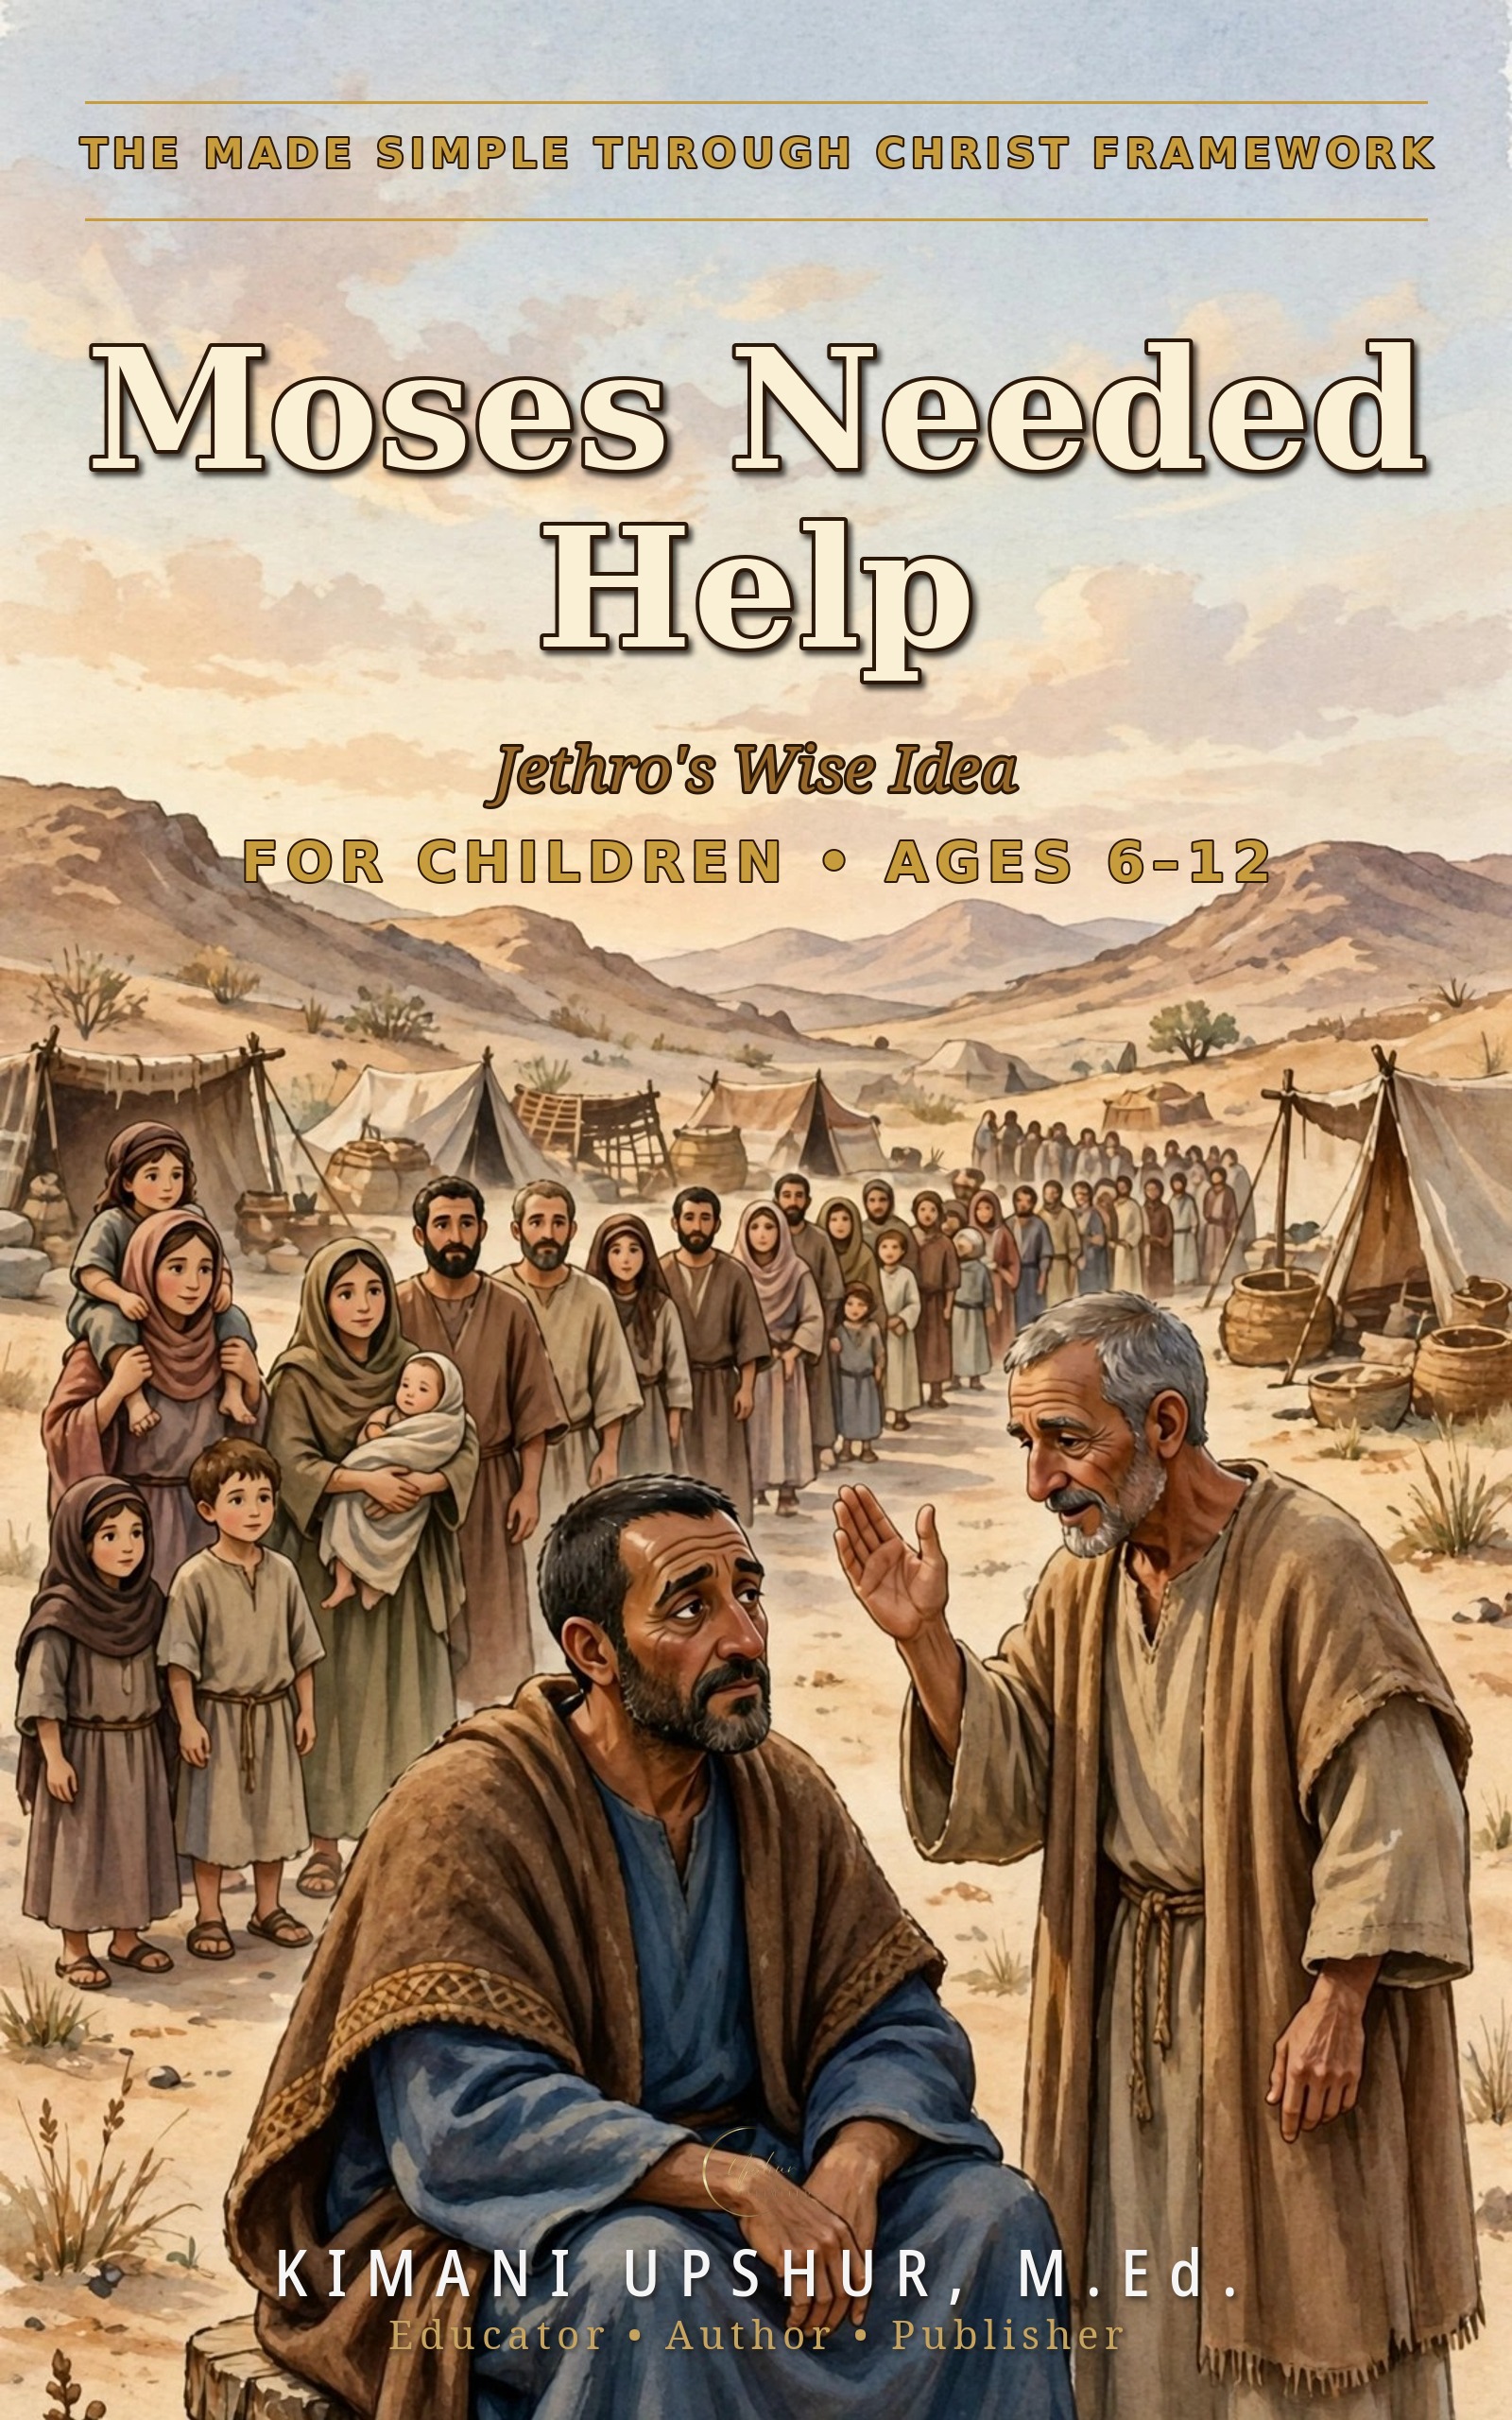 THE MADE SIMPLE THROUGH CHRIST FRAMEWORK
Moses Needed
Help
Jethro's Wise Idea
FOR CHILDREN • AGES 6–12
KIMANI UPSHUR, M.Ed.
Educator • Author • Publisher